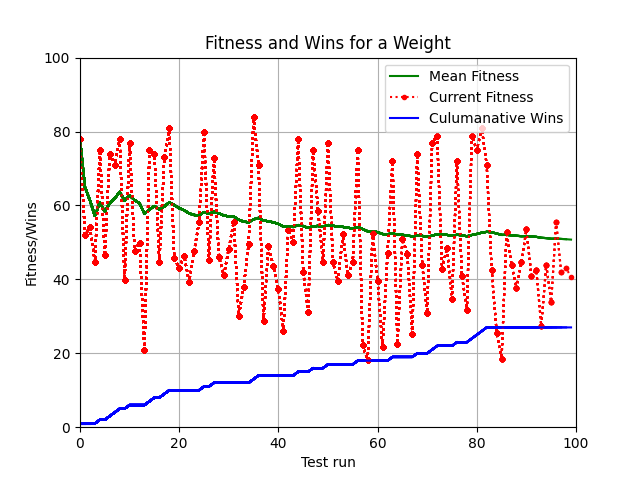 Fitness and Wins for a Weight
Mean Fitness
Current Fitness
Culumanative Wins
Fitness/Wins
100
80
60
40
20
0
0 20 40 60 80 100
Test run